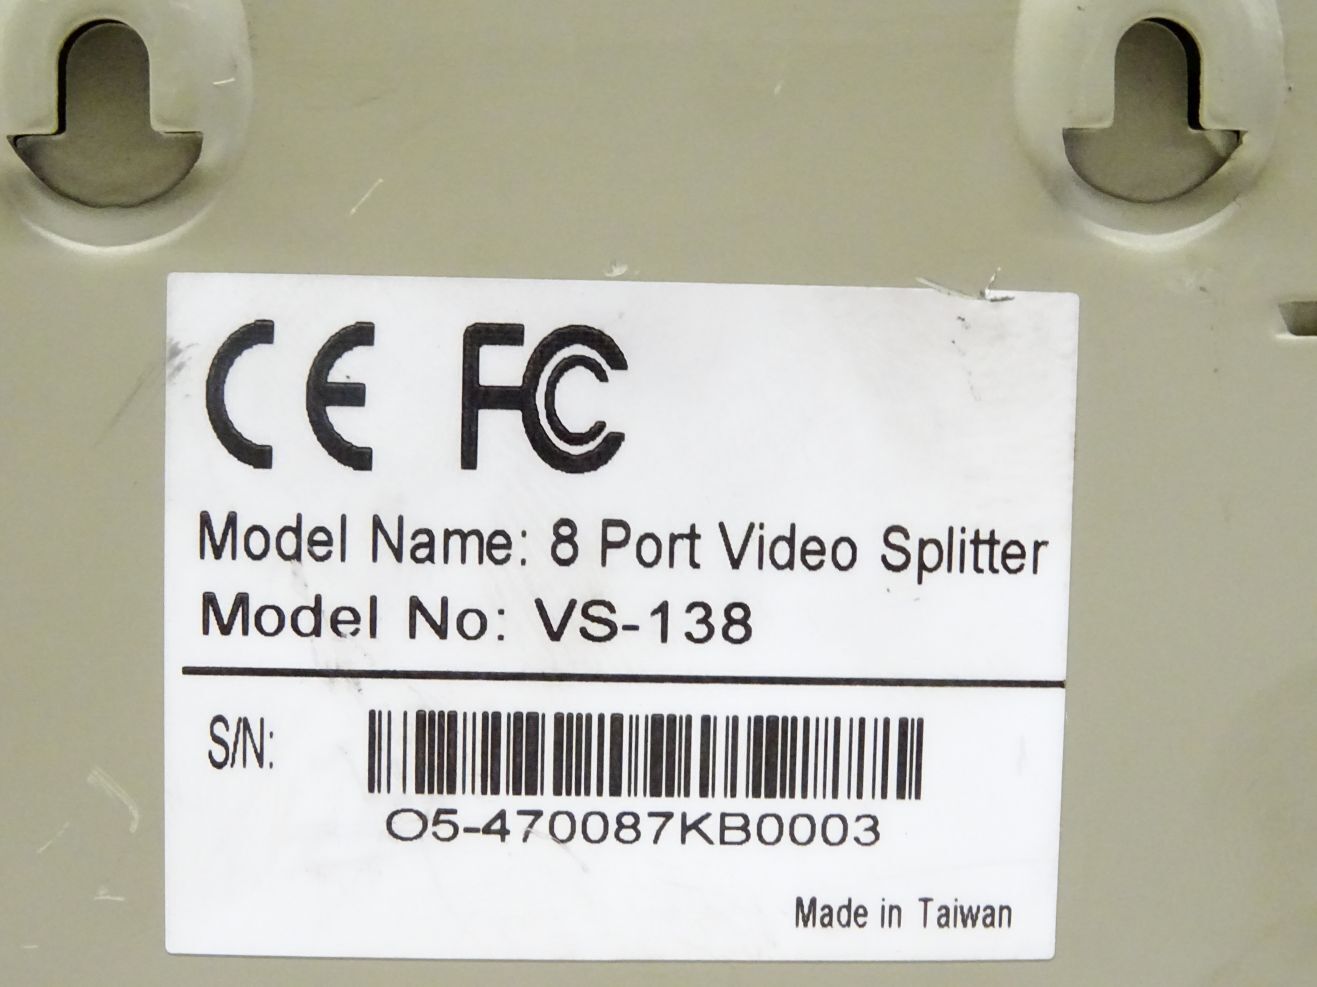 CE FC
Model Name: 8 Port Video Splitter
Model No: VS-138
S/N:
O5-470087KB0003
Made in Taiwan